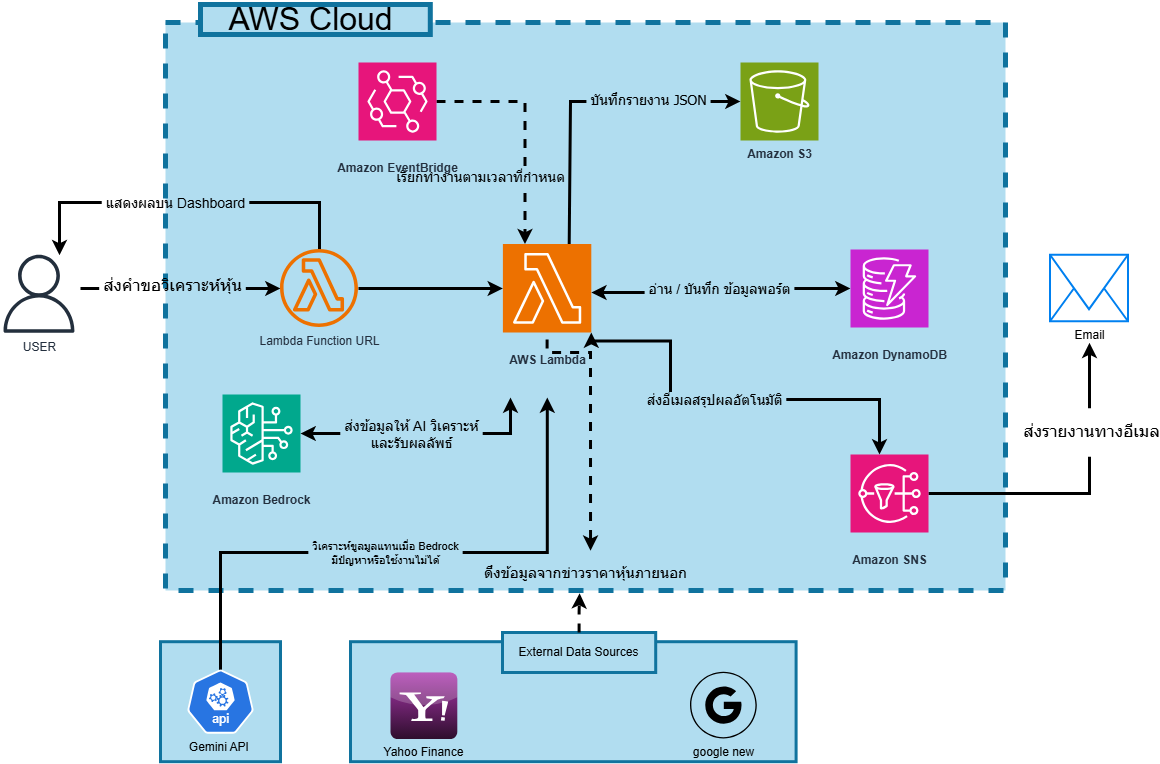 AWS Cloud
บันทึกรายงาน JSON
Amazon S3
Amazon EventBridge
เรียกทำงานตามเวลาที่กำหนด
แสดงผลบน Dashboard
ส่งคำขอวิเคราะห์หุ้น
อ่าน / บันทึก ข้อมูลพอร์ต
USER
Lambda Function URL
AWS Lambda
Amazon DynamoDB
Email
ส่งอีเมลสรุปผลอัตโนมัติ
ส่งข้อมูลให้ AI วิเคราะห์
และรับผลลัพธ์
ส่งรายงานทางอีเมล
Amazon Bedrock
วิเคราะห์ขูลมูลแทนเมื่อ Bedrock
มีปัญหาหรือใช้งานไม่ได้
Amazon SNS
ดึงข้อมูลจากข่าวราคาหุ้นภายนอก
External Data Sources
Y!
G
api
Gemini API
Yahoo Finance
google new